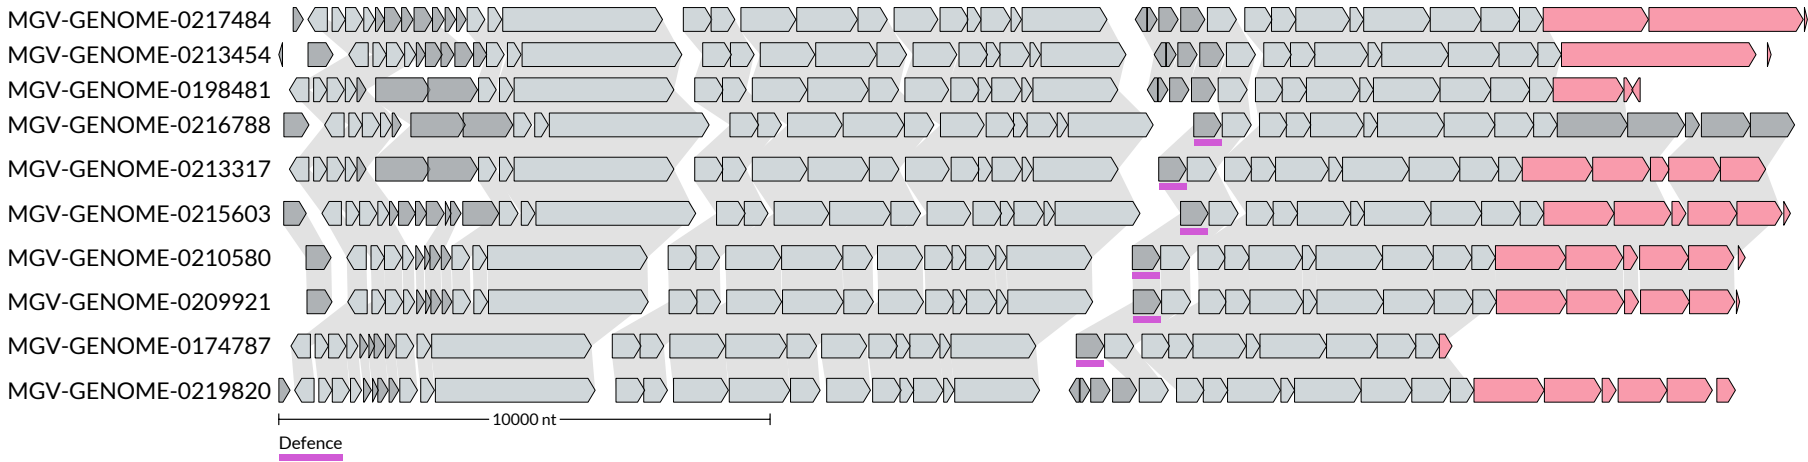 MGV-GENOME-0217484
MGV-GENOME-0213454
MGV-GENOME-0198481
MGV-GENOME-0216788
MGV-GENOME-0213317
MGV-GENOME-0215603
MGV-GENOME-0210580
MGV-GENOME-0209921
MGV-GENOME-0174787
MGV-GENOME-0219820
10000 nt
Defence